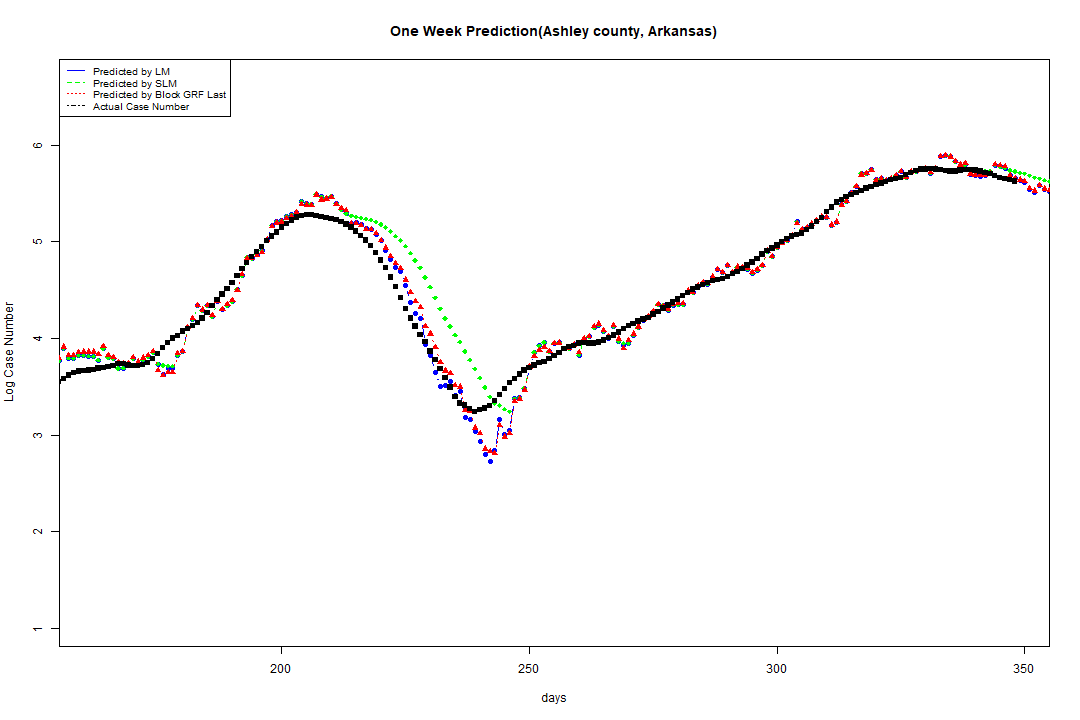 One Week Prediction(Ashley county, Arkansas)
Predicted by LM
Predicted by SLM
Predicted by Block GRF Last
Actual Case Number
6
5
4
3
2
1
Log Case Number
200
250
300
350
days